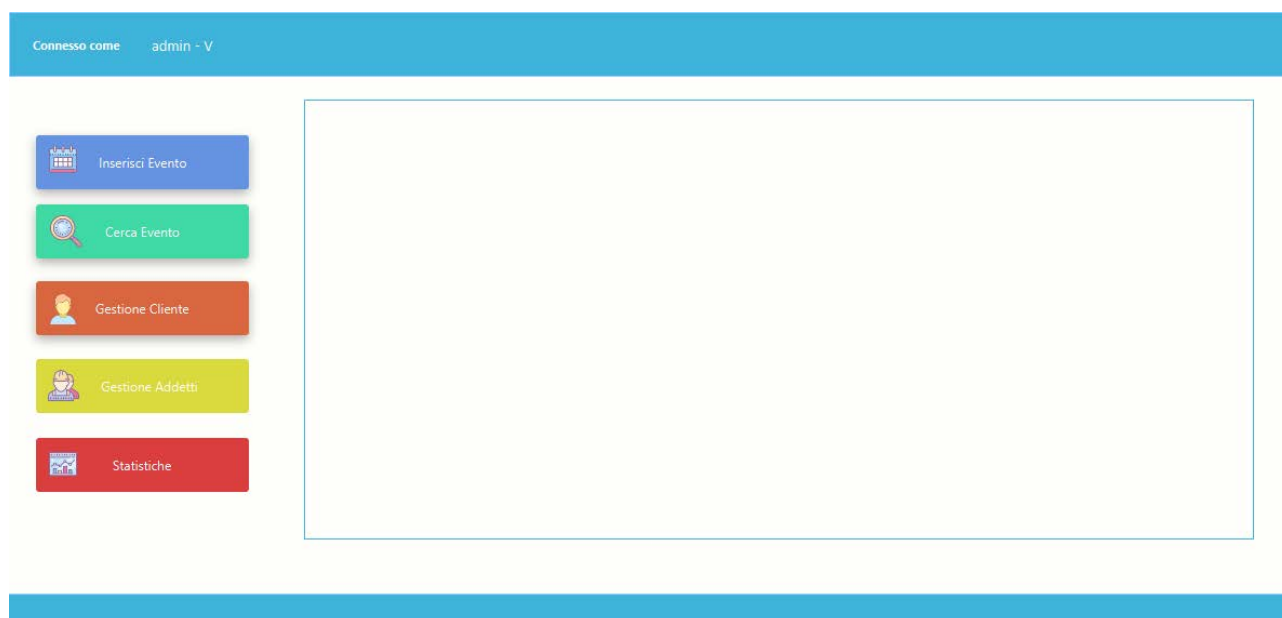 Connesso come admin - V
Inserisci Evento
Cerca Evento
Gestione Cliente
Gestione Addetti
Statistiche